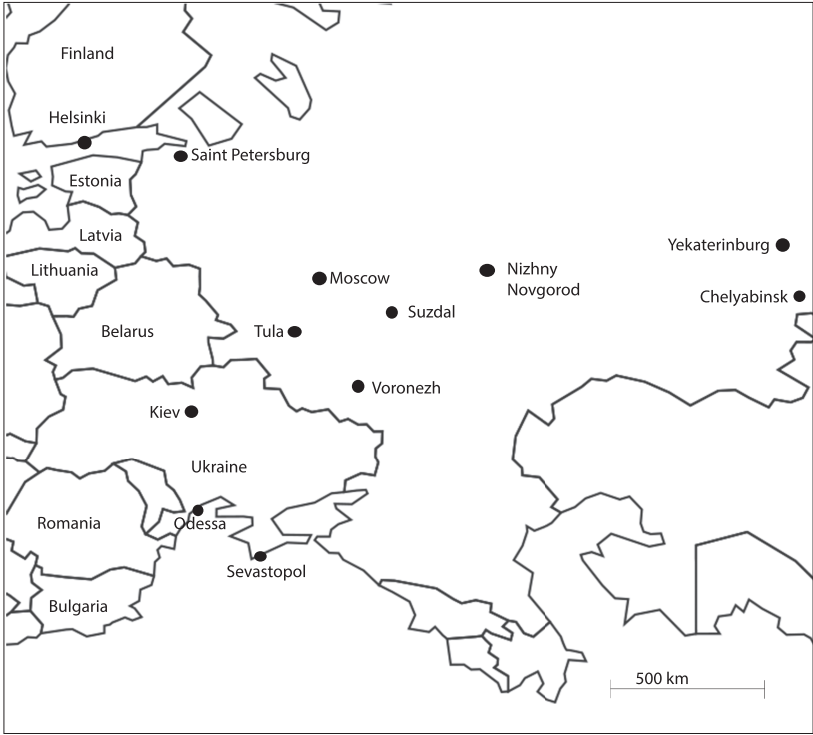 Finland
Helsinki
Saint Petersburg
Estonia
Latvia
Lithuania
Yekaterinburg
Nizhny
Novgorod
Moscow
Chelyabinsk
Suzdal
Belarus
Tula
Voronezh
Kiev
Ukraine
Romania
Odessa
Sevastopol
Bulgaria
500 km